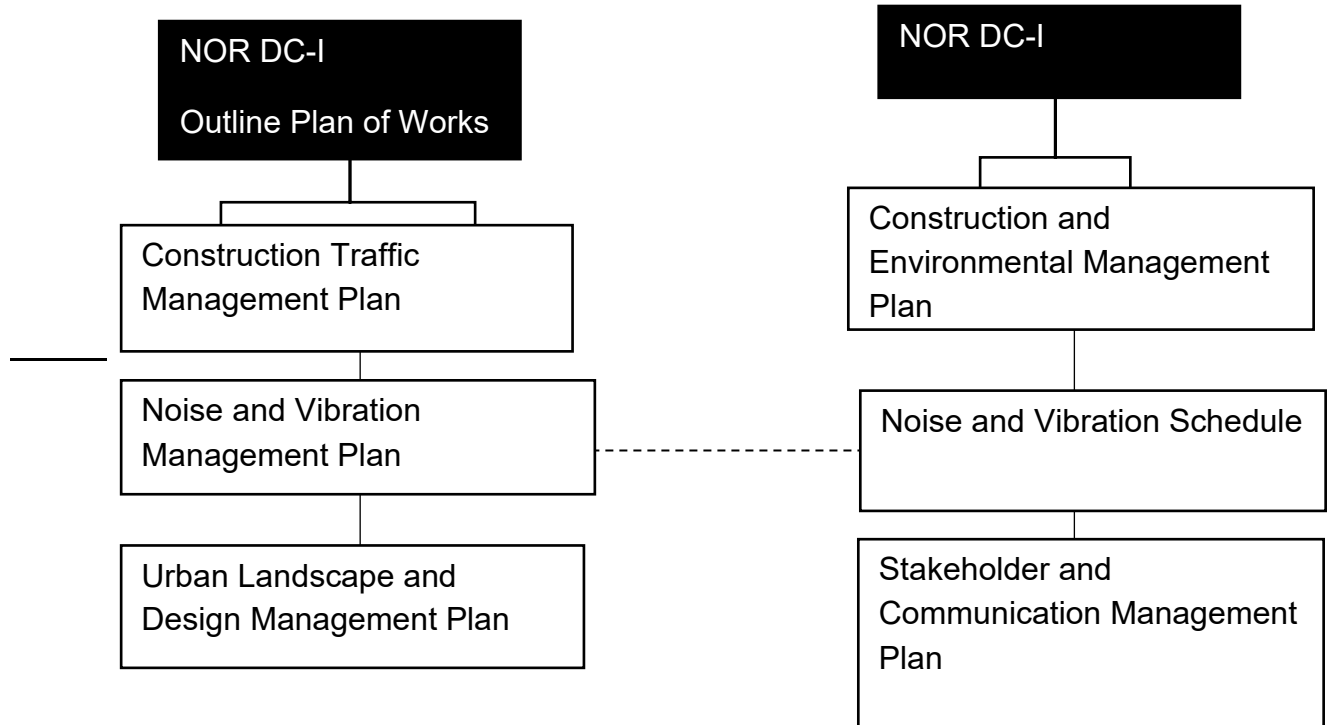 NOR DC-I
Outline Plan of Works
Construction Traffic
Management Plan
Noise and Vibration
Management Plan
Urban Landscape and
Design Management Plan
NOR DC-I
Construction and
Environmental Management
Plan
Noise and Vibration Schedule
Stakeholder and
Communication Management
Plan